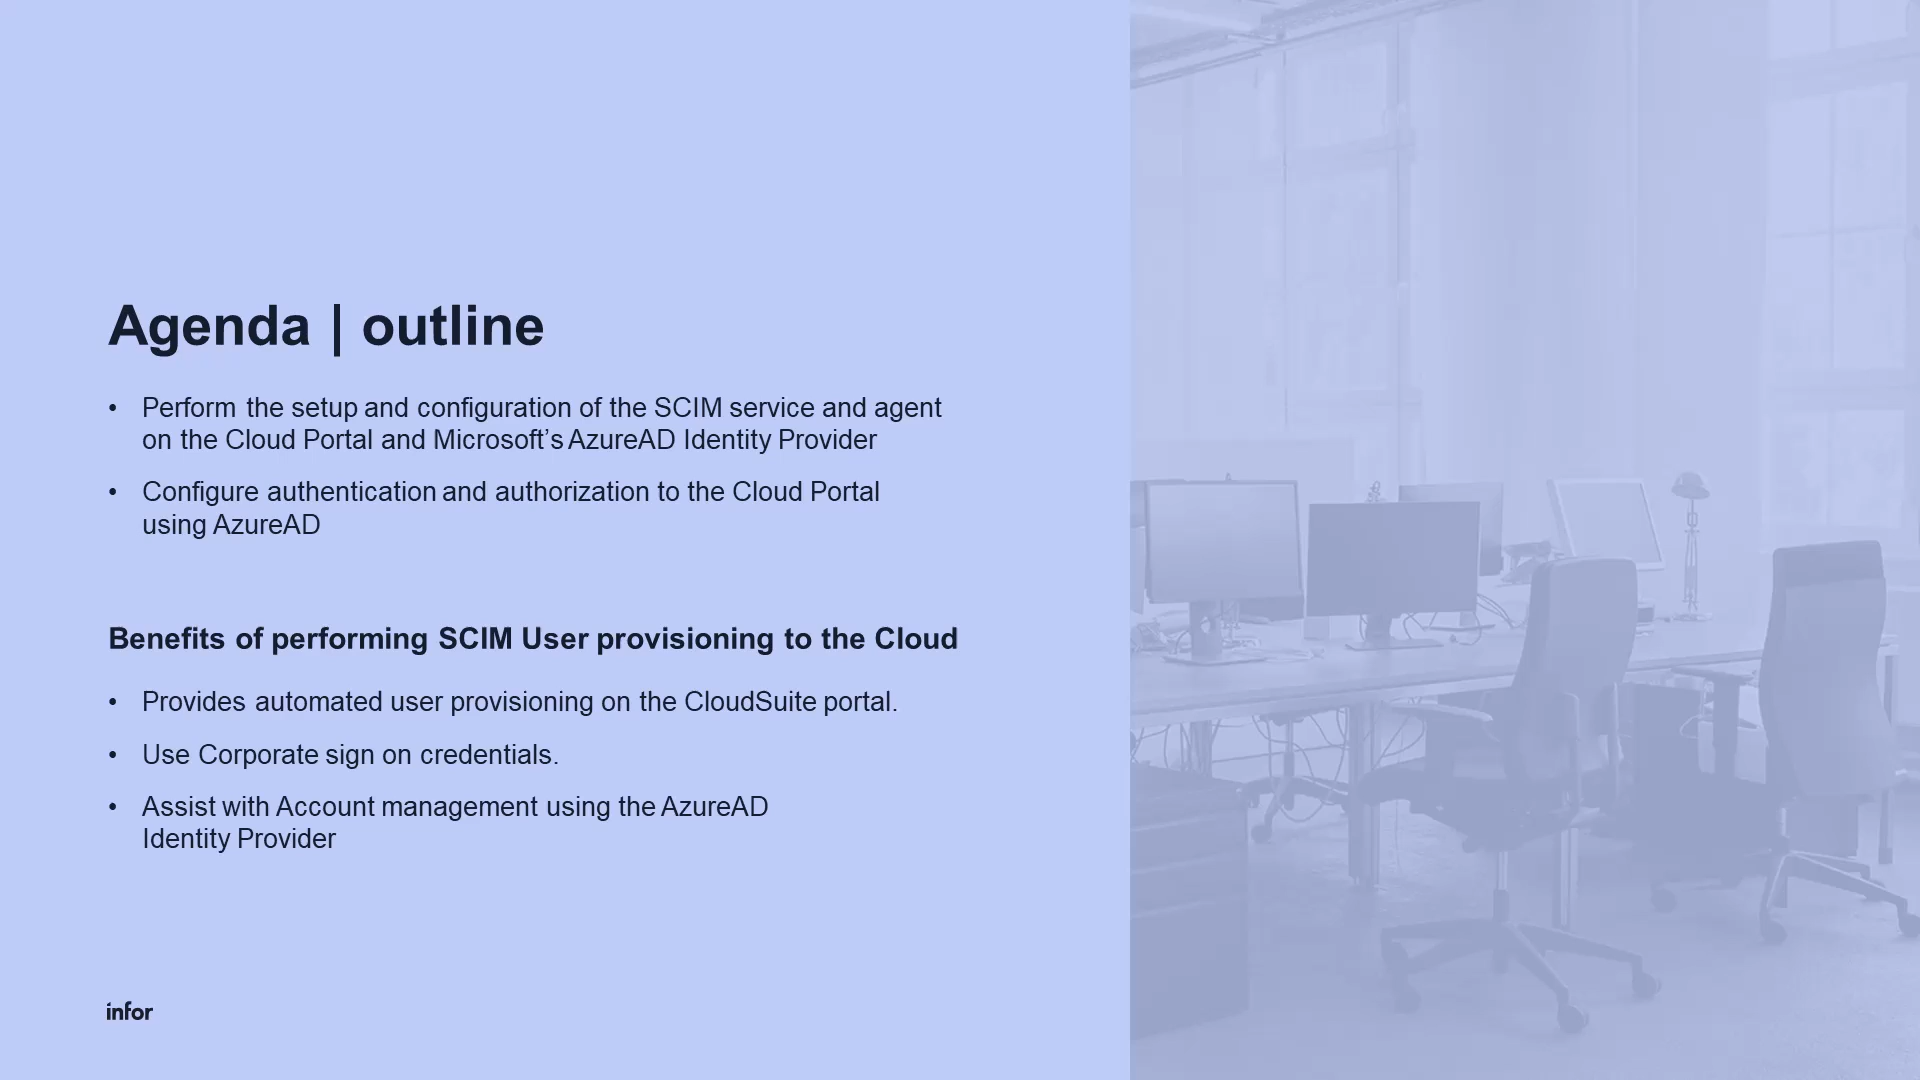 Agenda | outline
• Perform the setup and configuration of the SCIM service and agent
on the Cloud Portal and Microsoft’s AzureAD Identity Provider
• Configure authentication and authorization to the Cloud Portal
using AzureAD
Benefits of performing SCIM User provisioning to the Cloud
• Provides automated user provisioning on the CloudSuite portal.
• Use Corporate sign on credentials.
• Assist with Account management using the AzureAD
Identity Provider
infor